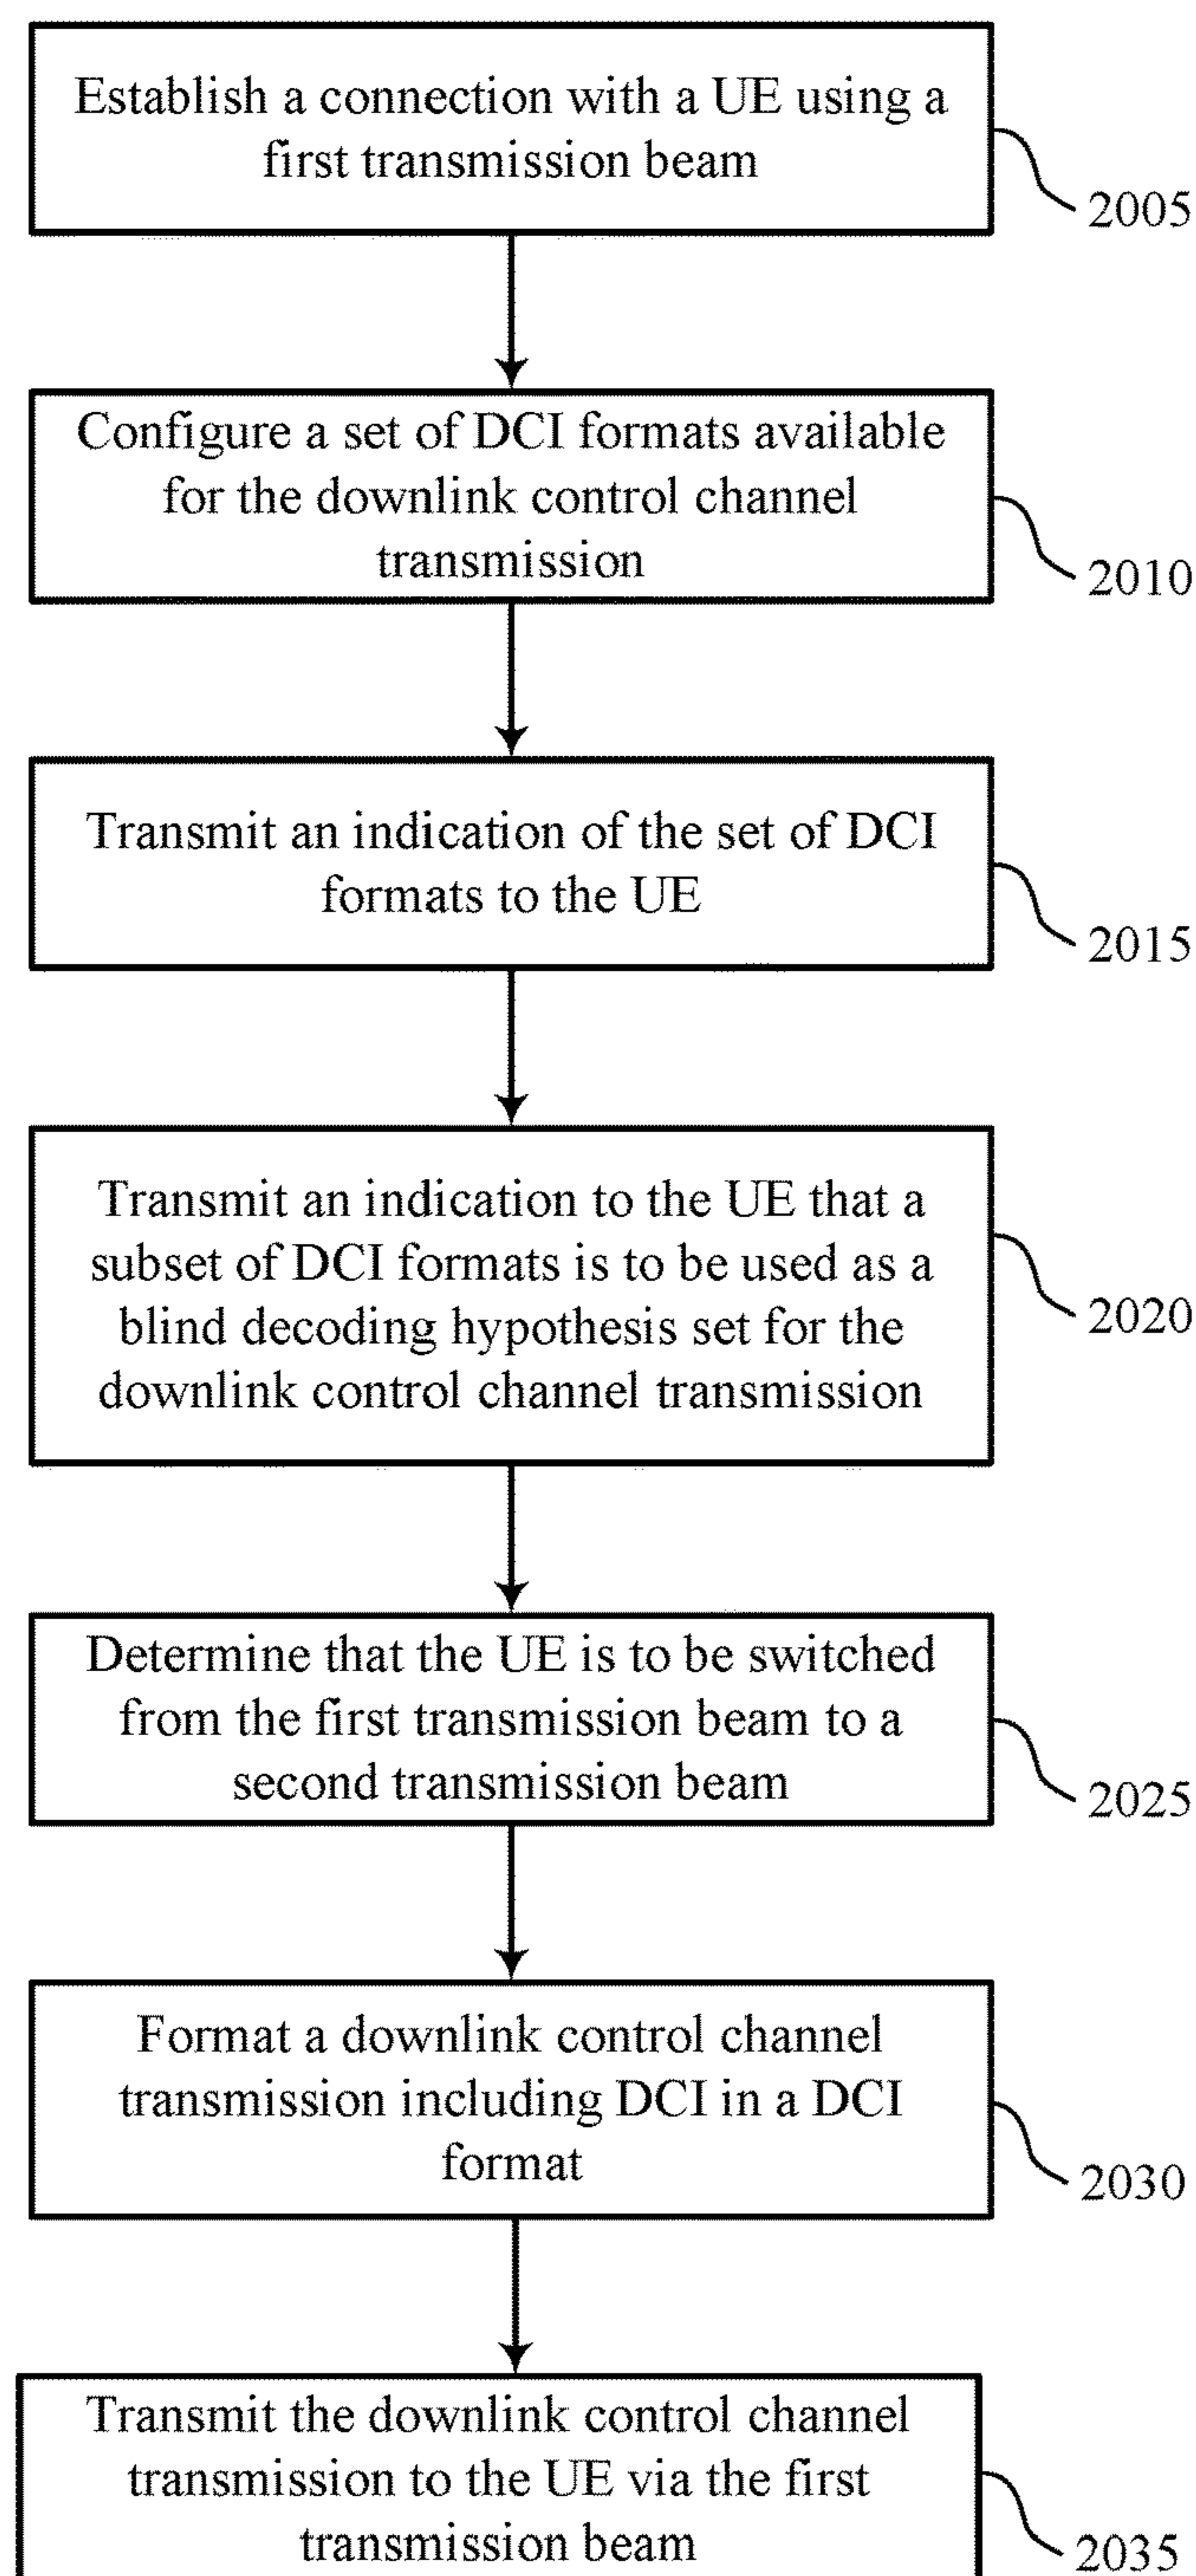 Establish a connection with a UE using a
first transmission beam
2005
Configure a set of DCI formats available
for the downlink control channel
transmission
2010
Transmit an indication of the set of DCI
formats to the UE
2015
Transmit an indication to the UE that a
subset of DCI formats is to be used as a
blind decoding hypothesis set for the
downlink control channel transmission
2020
Determine that the UE is to be switched
from the first transmission beam to a
second transmission beam
2025
Format a downlink control channel
transmission including DCI in a DCI
format
2030
Transmit the downlink control channel
transmission to the UE via the first
transmission beam
2035